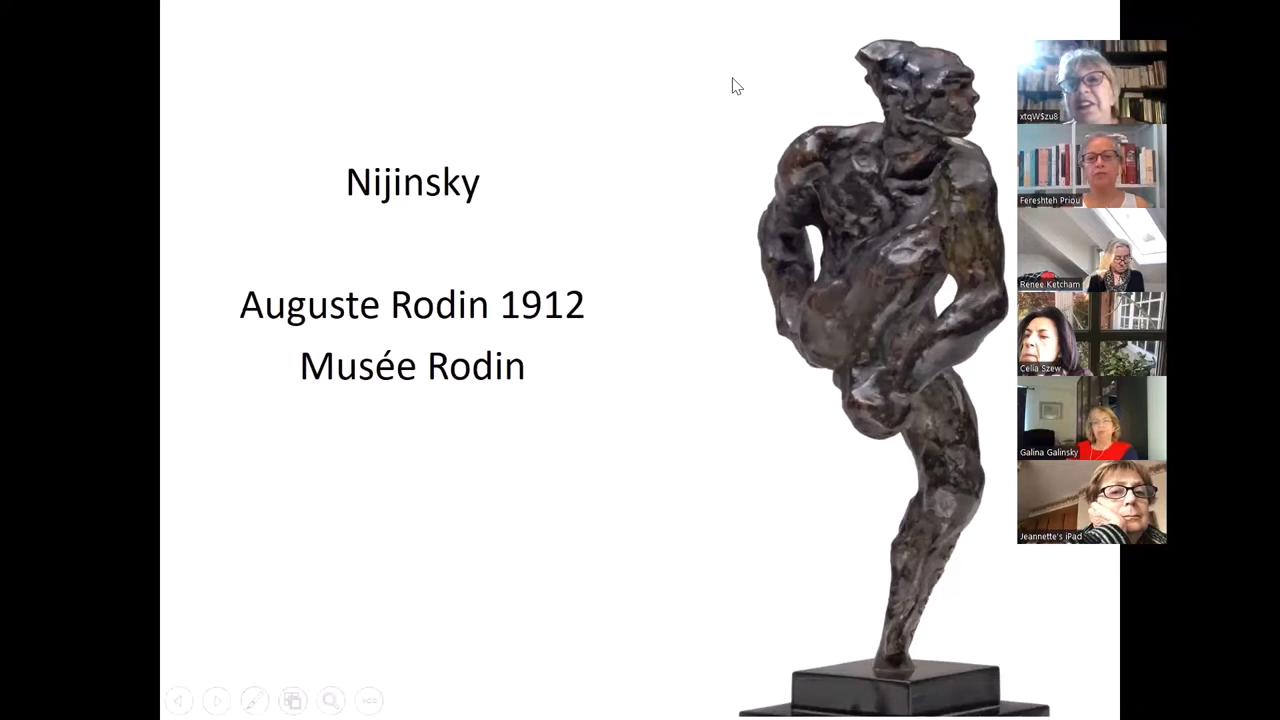 Nijinsky
Auguste Rodin 1912
Musée Rodin
xtqW$zu8
Fereshteh Priou
Renee Ketcham
Celia Szew
Galina Galinsky
Jeannette's iPad